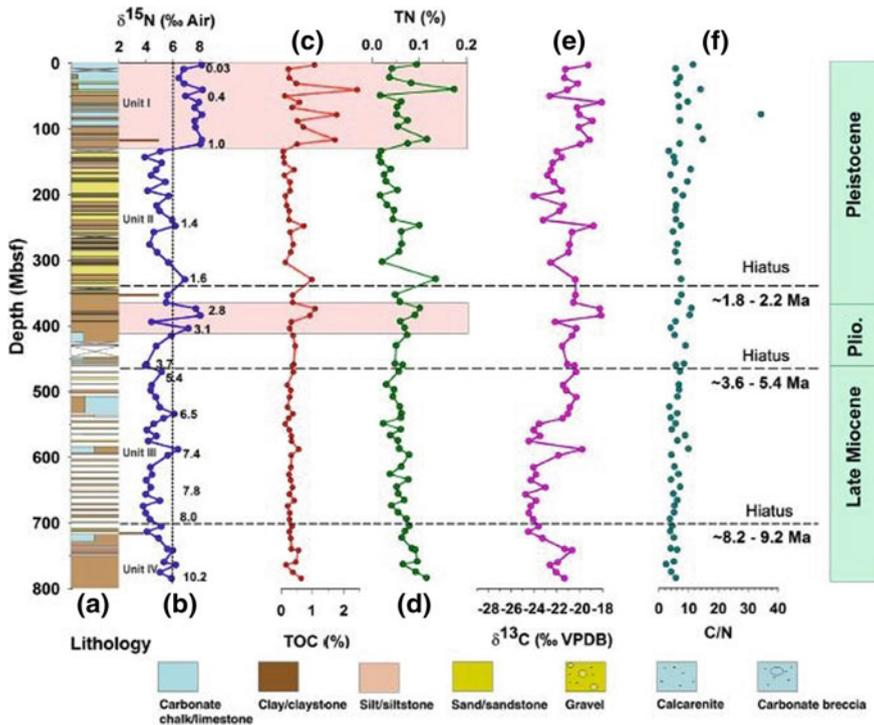 δ15N (‰ Air)
2 4 6 8
(c)
TN (%)
0.0 0.1 0.2
(e)
(f)
0
100
200
300
400
500
600
700
800
Depth (Mbsf)
Unit I
Unit II
Unit III
Unit IV
0.03
0.4
1.0
1.4
1.6
2.8
3.1
3.7
5.4
6.5
7.4
7.8
8.0
10.2
Hiatus
~1.8 - 2.2 Ma
Hiatus
~3.6 - 5.4 Ma
Hiatus
~8.2 - 9.2 Ma
Pleistocene
Plio.
Late Miocene
(a)
(b)
(d)
0 1 2
-28 -26 -24 -22 -20 -18
0 10 20 30 40
Lithology
TOC (%)
δ13C (‰ VPDB)
C/N
Carbonate
chalk/limestone
Clay/claystone
Silt/siltstone
Sand/sandstone
Gravel
Calcarenite
Carbonate breccia